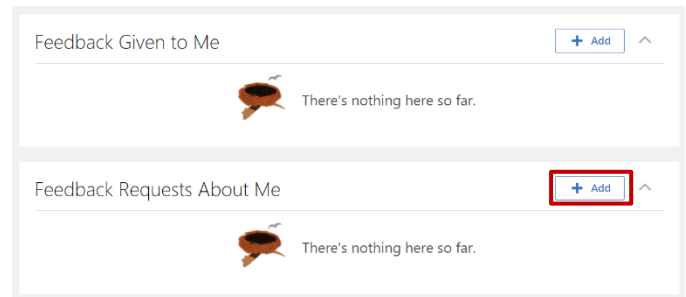 Feedback Given to Me
+ Add
There's nothing here so far.
Feedback Requests About Me
+ Add
There's nothing here so far.